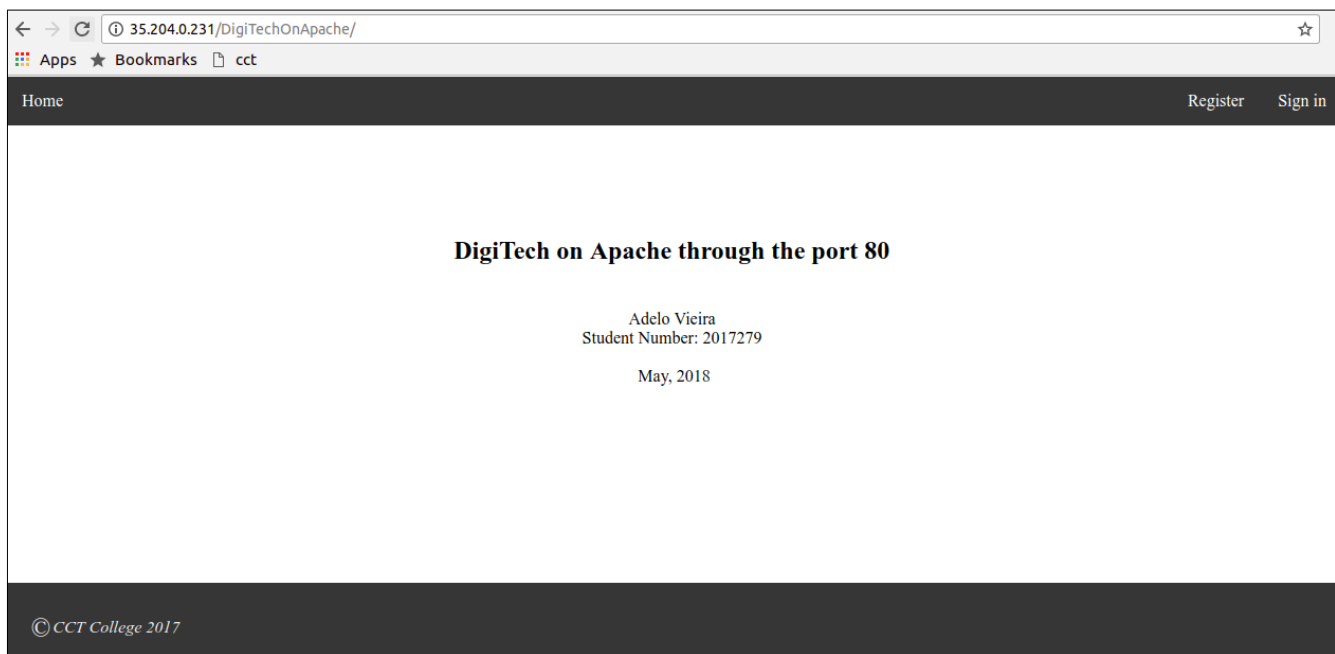 35.204.0.231/DigiTechOnApache/
Apps Bookmarks cct
Home Register Sign in
DigiTech on Apache through the port 80
Adelo Vieira
Student Number: 2017279
May, 2018
© CCT College 2017